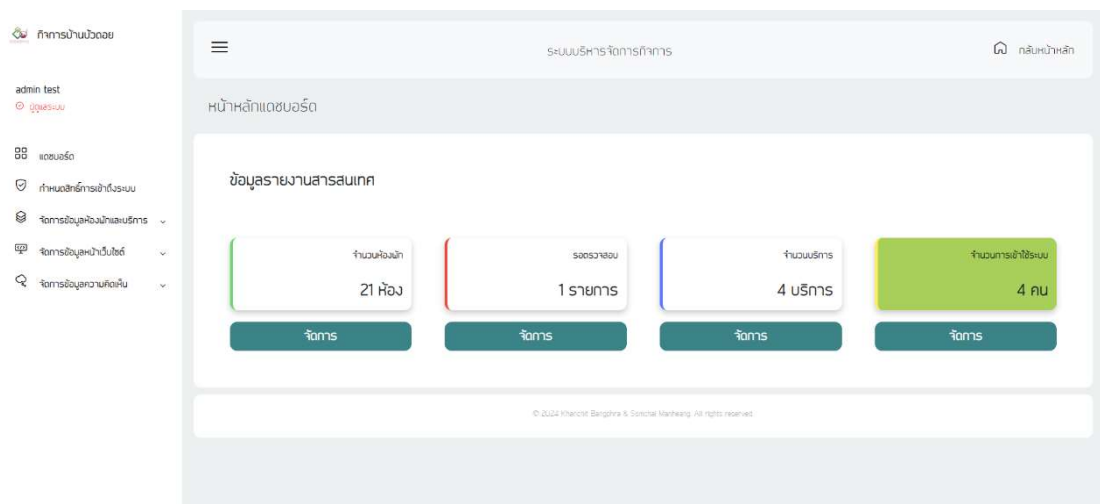 กิจการบ้านบัวดอย
ระบบบริหารจัดการกิจการ
กลับหน้าหลัก
admin test
ผู้ดูแลระบบ
หน้าหลักแดชบอร์ด
แดชบอร์ด
กำหนดสิทธิ์การเข้าถึงระบบ
จัดการข้อมูลห้องพักและบริการ
จัดการข้อมูลหน้าเว็บไซต์
จัดการข้อมูลความคิดเห็น
ข้อมูลรายงานสารสนเทศ
จำนวนห้องพัก
21 ห้อง
จัดการ
รอตรวจสอบ
1 รายการ
จัดการ
จำนวนบริการ
4 บริการ
จัดการ
จำนวนการเข้าใช้ระบบ
4 คน
จัดการ
© 2024 Kharchit Bangphra & Somchai Manheang. All rights reserved.